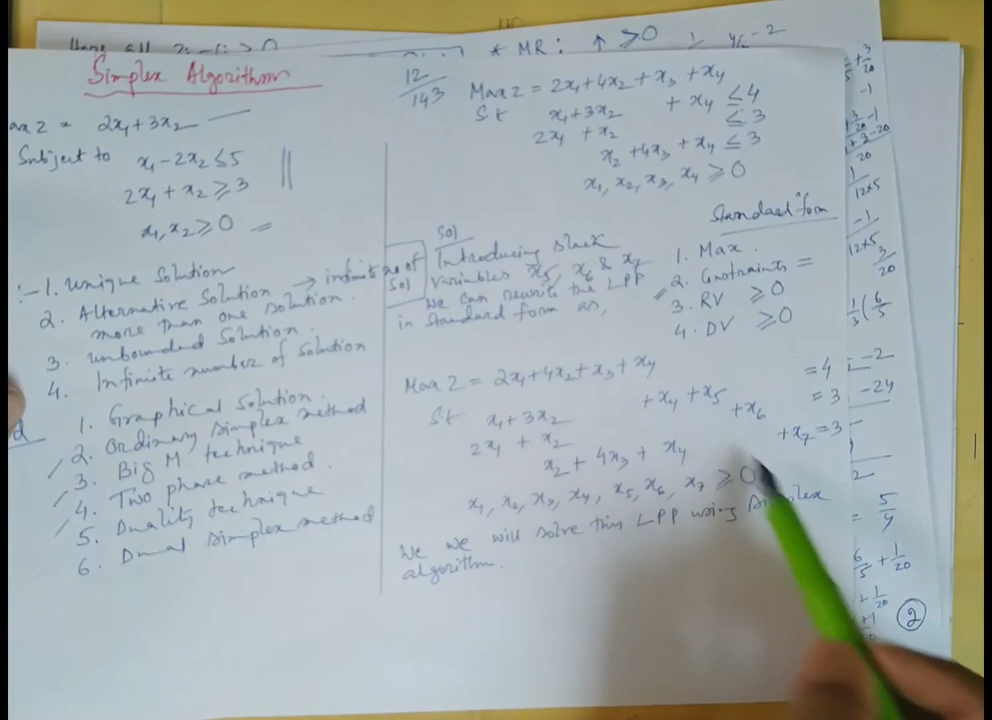 * MR : ↑ ≥0
Simplex Algorithm
ax Z = 2x₁+3x₂
Subject to x₁-2x₂ ≤5
2x₁ + x₂ ≥ 3
x₁, x₂ ≥ 0
:- 1. Unique Solution
2. Alternative Solution → infinite no of sol
more than one solution.
3. Unbounded Solution.
4. Infinite number of solution
1. Graphical Solution.
2. Ordinary simplex method
3. Big M technique
4. Two phase method.
5. Duality technique
6. Dual simplex method
12/143
Max Z = 2x₁+4x₂+x₃+x₄
St x₁+3x₂ + x₄ ≤4
2x₁ + x₂ ≤ 3
x₂ +4x₃ + x₄ ≤ 3
x₁, x₂, x₃, x₄ ≥ 0
Standard form
1. Max.
2. Constraints =
3. RV ≥0
4. DV ≥0
Sol
Introducing slack
variables x₅, x₆ & x₇
We can rewrite the LPP
in Standard form as,
Max Z = 2x₁+4x₂+x₃+x₄
St x₁+3x₂ +x₄ +x₅ =4
2x₁ + x₂ +x₆ =3
x₂ + 4x₃ + x₄ +x₇=3
x₁, x₂, x₃, x₄, x₅, x₆, x₇ ≥0
We we will solve this LPP using Simplex
algorithm.
2